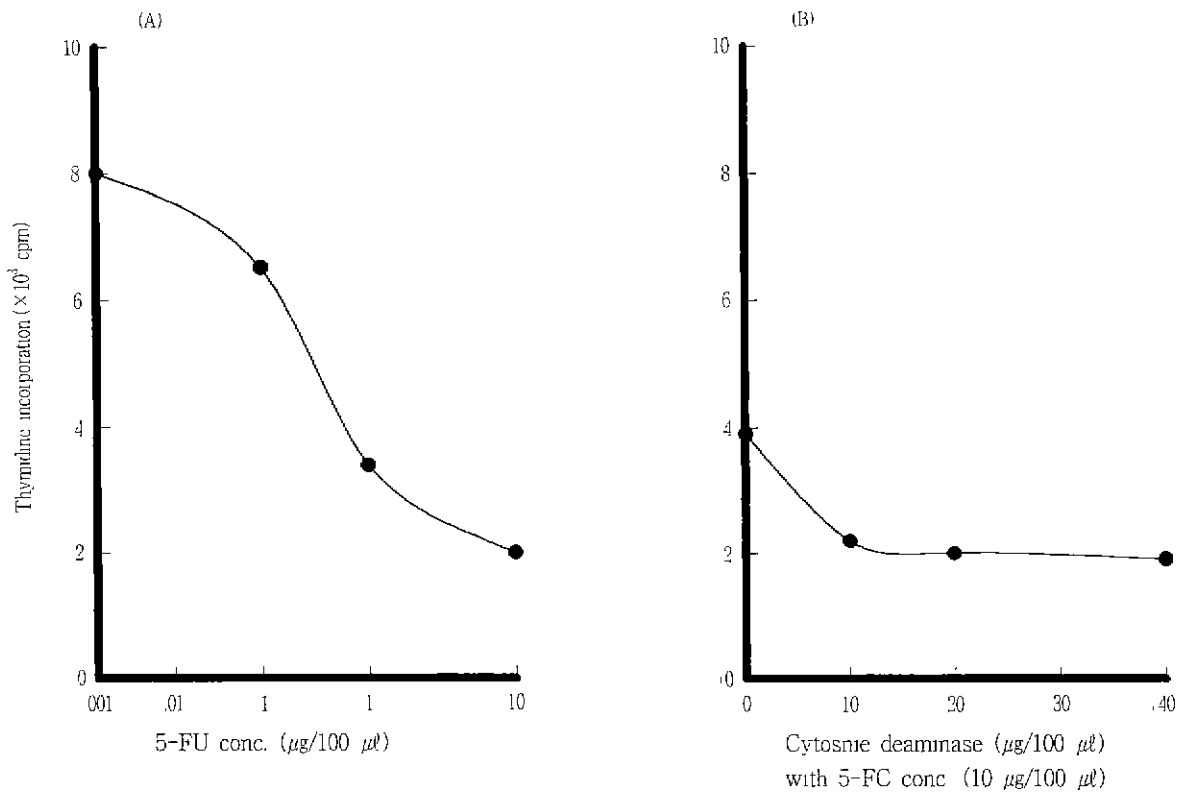 (A)
10
8
6
4
2
0
Thymidine incorporation (×10³ cpm)
001 .01 1 1 10
5-FU conc. (μg/100 μℓ)
(B)
10
8
6
4
2
0
0 10 20 30 40
Cytosnie deaminase (μg/100 μℓ)
with 5-FC conc (10 μg/100 μℓ)